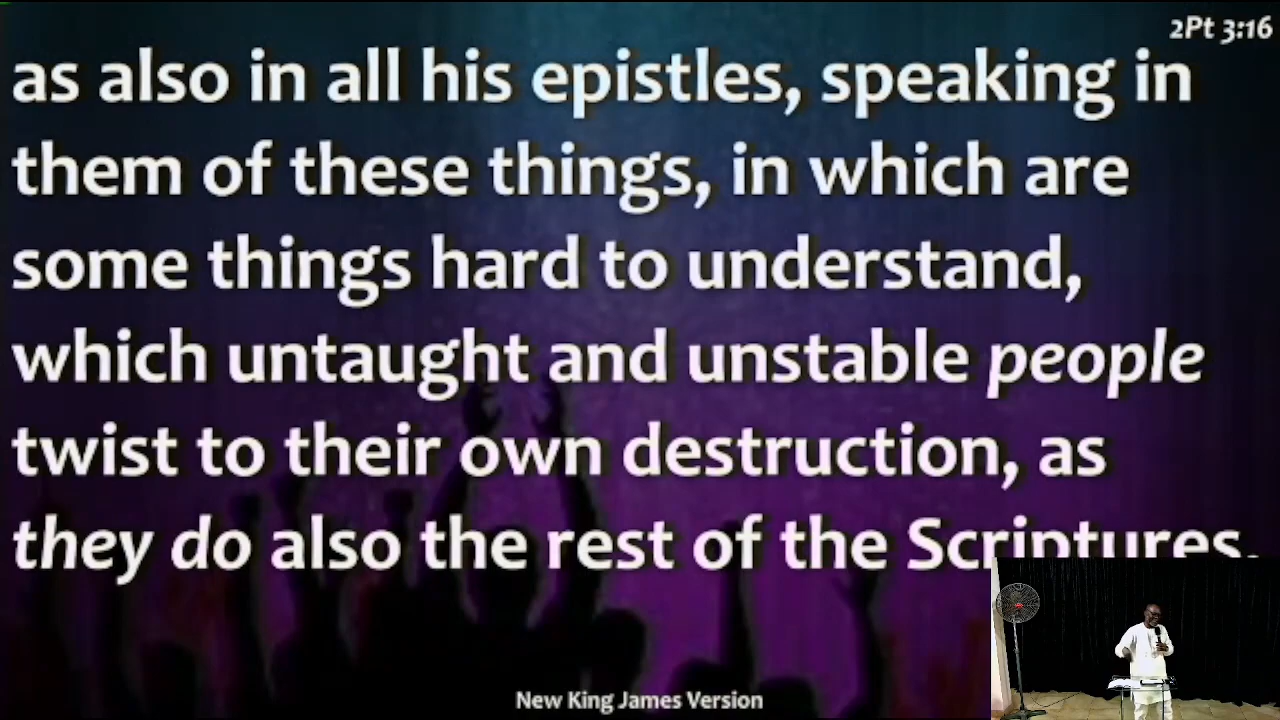 2Pt 3:16
as also in all his epistles, speaking in
them of these things, in which are
some things hard to understand,
which untaught and unstable people
twist to their own destruction, as
they do also the rest of the Scriptures.
New King James Version